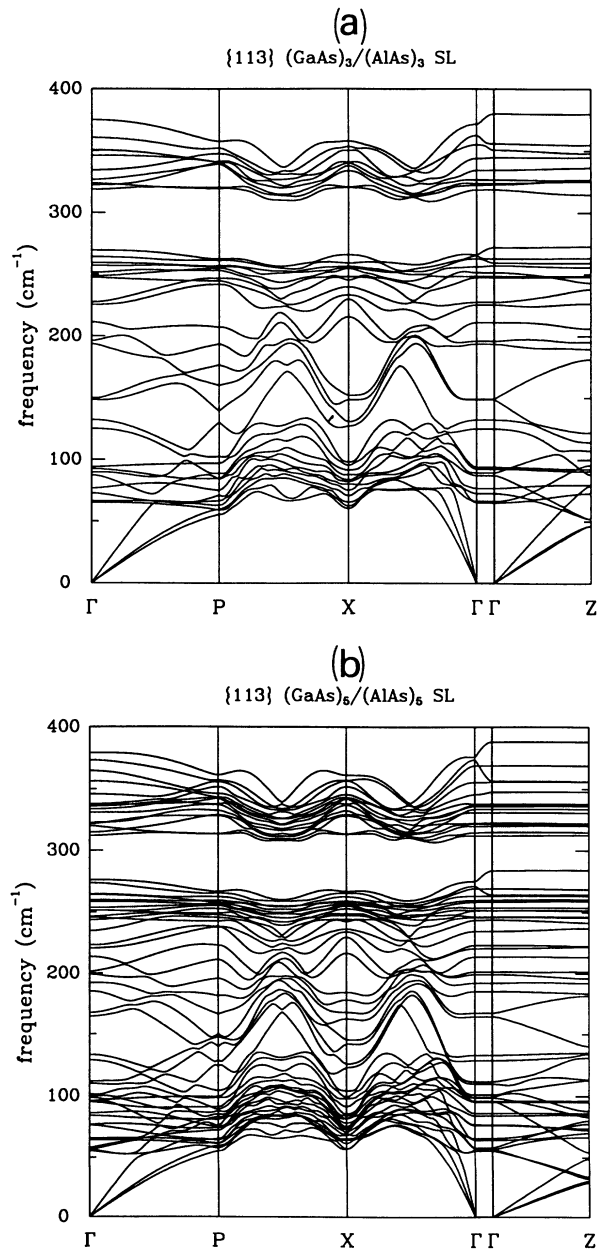 (a)
{113} (GaAs)₃/(AlAs)₃ SL
400
300
200
100
0
frequency (cm⁻¹)
Γ P X Γ Γ Z
(b)
{113} (GaAs)₅/(AlAs)₅ SL
400
300
200
100
0
frequency (cm⁻¹)
Γ P X Γ Γ Z